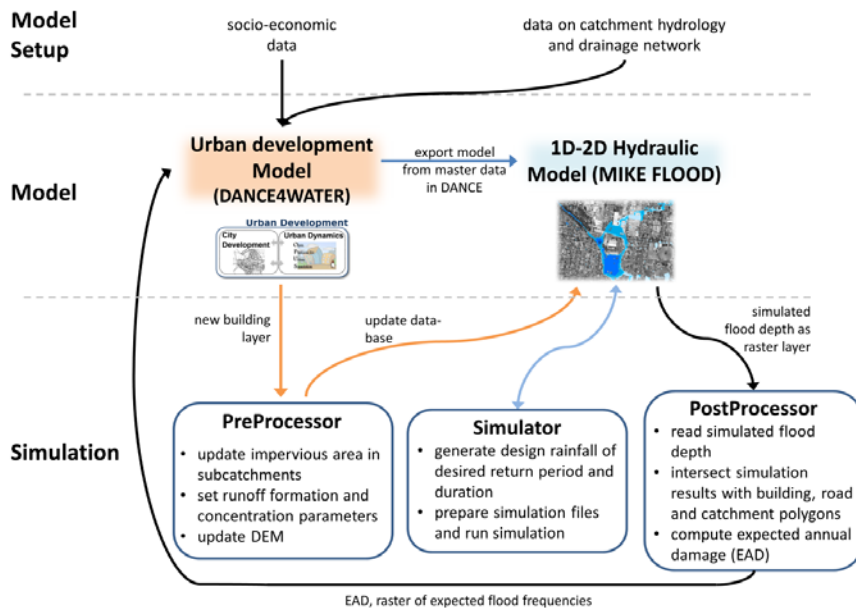 Model
Setup
socio-economic
data
data on catchment hydrology
and drainage network
Model
Urban development
Model
(DANCE4WATER)
export model
from master data
in DANCE
1D-2D Hydraulic
Model (MIKE FLOOD)
Urban Development
City
Development
Urban Dynamics
new building
layer
update data-
base
simulated
flood depth as
raster layer
Simulation
PreProcessor
• update impervious area in
subcatchments
• set runoff formation and
concentration parameters
• update DEM
Simulator
• generate design rainfall of
desired return period and
duration
• prepare simulation files
and run simulation
PostProcessor
• read simulated flood
depth
• intersect simulation
results with building, road
and catchment polygons
• compute expected annual
damage (EAD)
EAD, raster of expected flood frequencies